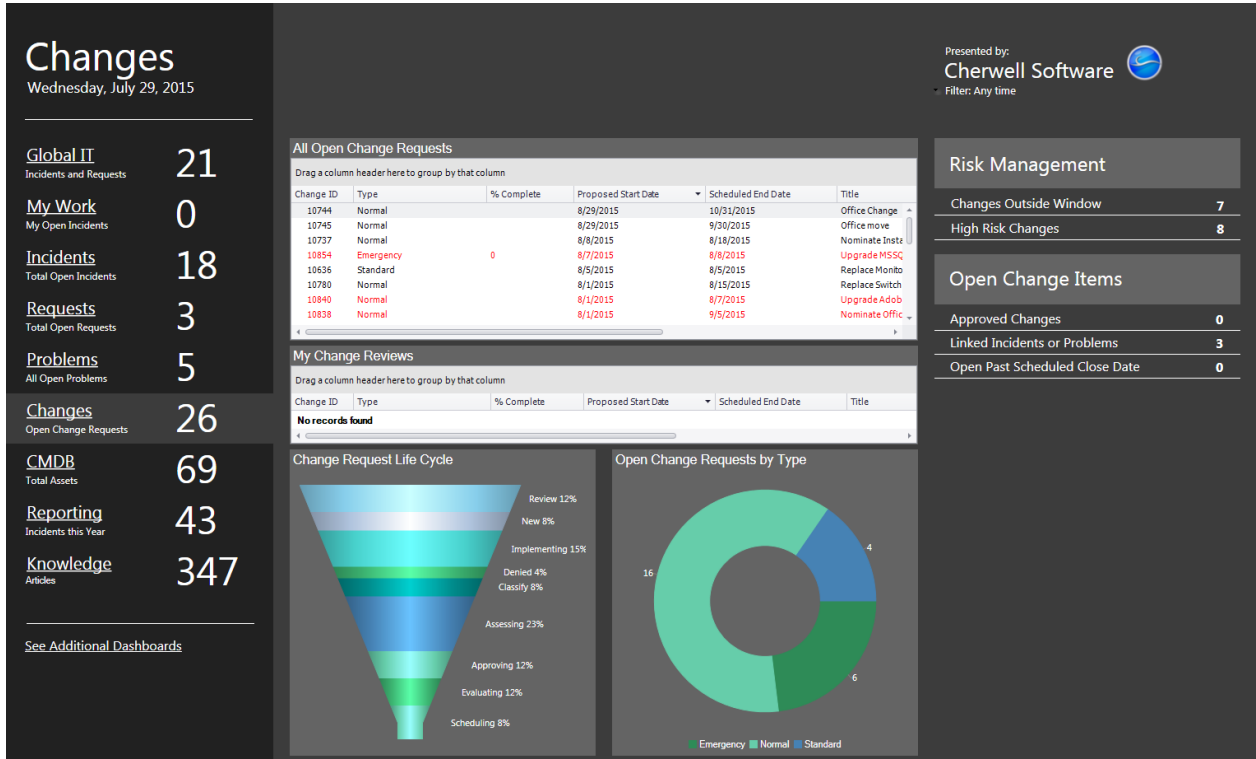 Changes
Wednesday, July 29, 2015
Presented by:
Cherwell Software
Filter: Any time
Global IT 21
Incidents and Requests
My Work 0
My Open Incidents
Incidents 18
Total Open Incidents
Requests 3
Total Open Requests
Problems 5
All Open Problems
Changes 26
Open Change Requests
CMDB 69
Total Assets
Reporting 43
Incidents this Year
Knowledge 347
Articles
See Additional Dashboards
All Open Change Requests
Drag a column header here to group by that column
Change ID Type % Complete Proposed Start Date Scheduled End Date Title
10744 Normal 8/29/2015 10/31/2015 Office Change
10745 Normal 8/29/2015 9/30/2015 Office move
10737 Normal 8/8/2015 8/18/2015 Nominate Insta
10854 Emergency 0 8/7/2015 8/8/2015 Upgrade MSSQ
10636 Standard 8/5/2015 8/5/2015 Replace Monito
10780 Normal 8/1/2015 8/15/2015 Replace Switch
10840 Normal 8/1/2015 8/7/2015 Upgrade Adob
10838 Normal 8/1/2015 9/5/2015 Nominate Offic
My Change Reviews
Drag a column header here to group by that column
Change ID Type % Complete Proposed Start Date Scheduled End Date Title
No records found
Change Request Life Cycle
Review 12%
New 8%
Implementing 15%
Denied 4%
Classify 8%
Assessing 23%
Approving 12%
Evaluating 12%
Scheduling 8%
Open Change Requests by Type
4
16
6
Emergency Normal Standard
Risk Management
Changes Outside Window 7
High Risk Changes 8
Open Change Items
Approved Changes 0
Linked Incidents or Problems 3
Open Past Scheduled Close Date 0